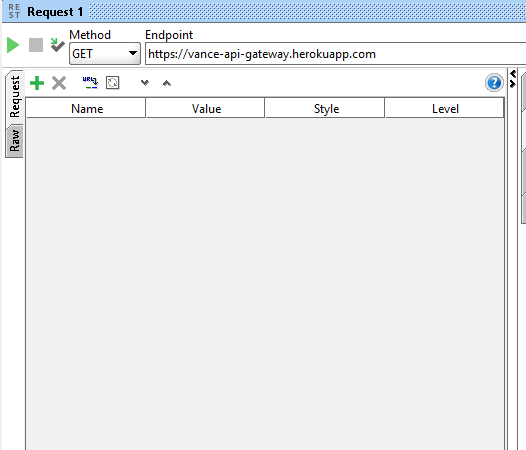 RE
ST
Request 1
Method
Endpoint
GET
https://vance-api-gateway.herokuapp.com
Request
Raw
URL
?
Name
Value
Style
Level